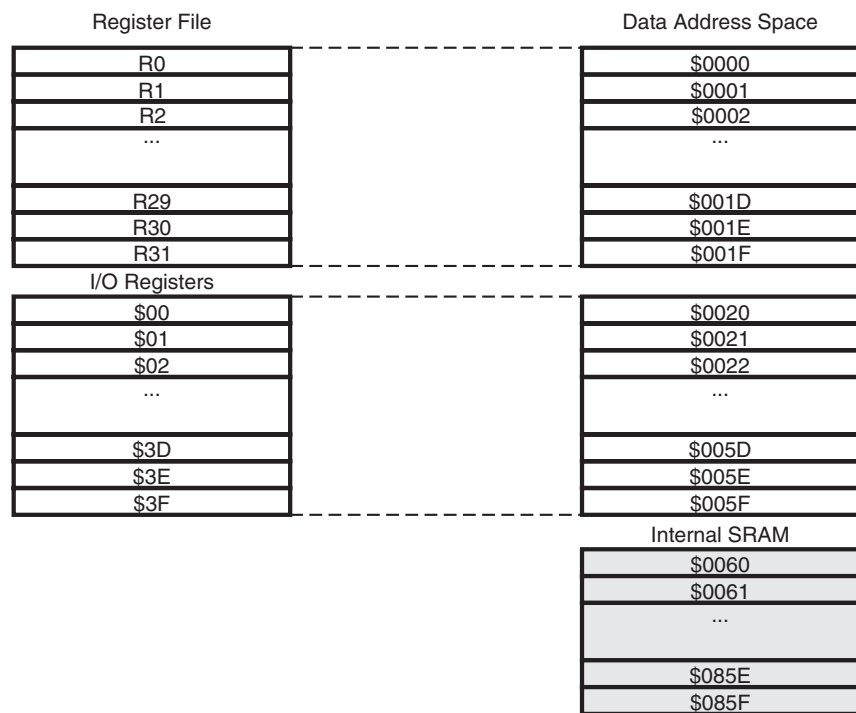 Register File
R0
R1
R2
...
R29
R30
R31
I/O Registers
$00
$01
$02
...
$3D
$3E
$3F
Data Address Space
$0000
$0001
$0002
...
$001D
$001E
$001F
$0020
$0021
$0022
...
$005D
$005E
$005F
Internal SRAM
$0060
$0061
...
$085E
$085F